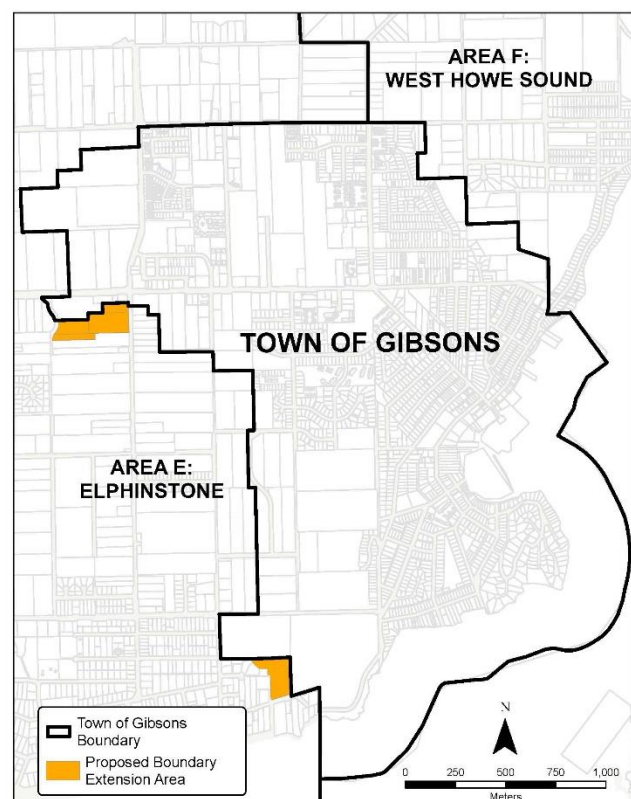 AREA F:
WEST HOWE SOUND
TOWN OF GIBSONS
AREA E:
ELPHINSTONE
Town of Gibsons
Boundary
Proposed Boundary
Extension Area
N
0 250 500 750 1,000
Meters